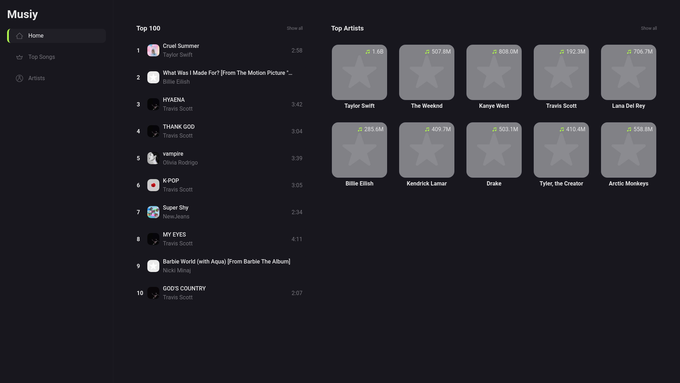 Musiy
Home
Top Songs
Artists
Top 100
Show all
1
Cruel Summer
Taylor Swift
2:58
2
What Was I Made For? [From The Motion Picture "...
Billie Eilish
3
HYAENA
Travis Scott
3:42
4
THANK GOD
Travis Scott
3:04
5
vampire
Olivia Rodrigo
3:39
6
K-POP
Travis Scott
3:05
7
Super Shy
NewJeans
2:34
8
MY EYES
Travis Scott
4:11
9
Barbie World (with Aqua) [From Barbie The Album]
Nicki Minaj
10
GOD'S COUNTRY
Travis Scott
2:07
Top Artists
Show all
1.6B
507.8M
808.0M
192.3M
706.7M
Taylor Swift
The Weeknd
Kanye West
Travis Scott
Lana Del Rey
285.6M
409.7M
503.1M
410.4M
558.8M
Billie Eilish
Kendrick Lamar
Drake
Tyler, the Creator
Arctic Monkeys